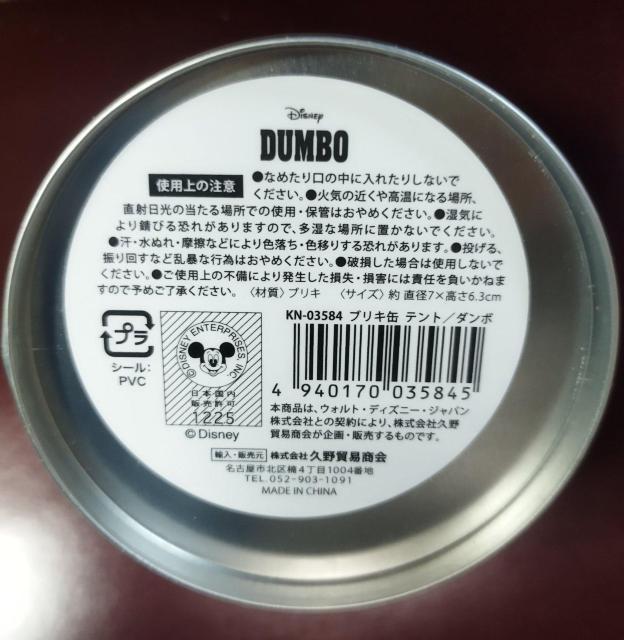 Disney
DUMBO
使用上の注意
●なめたり口の中に入れたりしないで
ください。●火気の近くや高温になる場所、
直射日光の当たる場所での使用・保管はおやめください。●湿気に
より錆びる恐れがありますので、多湿な場所に置かないでください。
●汗・水ぬれ・摩擦などにより色落ち・色移りする恐れがあります。●投げる、
振り回すなど乱暴な行為はおやめください。●破損した場合は使用しないで
ください。●ご使用上の不備により発生した損失・損害には責任を負いかねま
すので予めご了承ください。〈材質〉ブリキ 〈サイズ〉約 直径7×高さ6.3cm
プラ
シール:
PVC
©DISNEY ENTERPRISES, INC.
日本国内
販売許可
1225
©Disney
KN-03584 ブリキ缶 テント/ダンボ
4 940170 035845
本商品は、ウォルト・ディズニー・ジャパン
株式会社との契約により、株式会社久野
貿易商会が企画・販売するものです。
輸入・販売元 株式会社久野貿易商会
名古屋市北区楠4丁目1004番地
TEL.052-903-1091
MADE IN CHINA